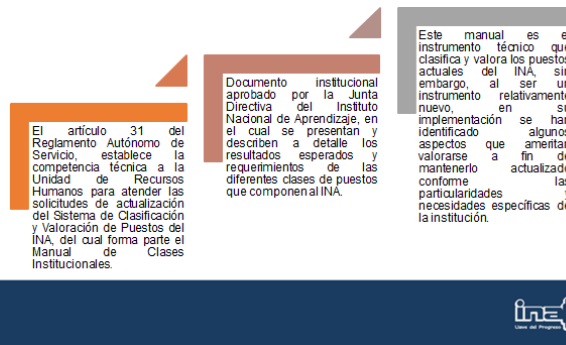 El artículo 31 del
Reglamento Autónomo de
Servicio, establece la
competencia técnica a la
Unidad de Recursos
Humanos para atender las
solicitudes de actualización
del Sistema de Clasificación
y Valoración de Puestos del
INA, del cual forma parte el
Manual de Clases
Institucionales.
Documento institucional
aprobado por la Junta
Directiva del Instituto
Nacional de Aprendizaje, en
el cual se presentan y
describen a detalle los
resultados esperados y
requerimientos de las
diferentes clases de puestos
que componen al INA.
Este manual es e
instrumento técnico que
clasifica y valora los puestos
actuales del INA, sin
embargo, al ser un
instrumento relativamente
nuevo, en su
implementación se han
identificado algunos
aspectos que ameritan
valorarse a fin de
mantenerlo actualizado
conforme las
particularidades y
necesidades específicas de
la institución.
ina
Llave del Progreso